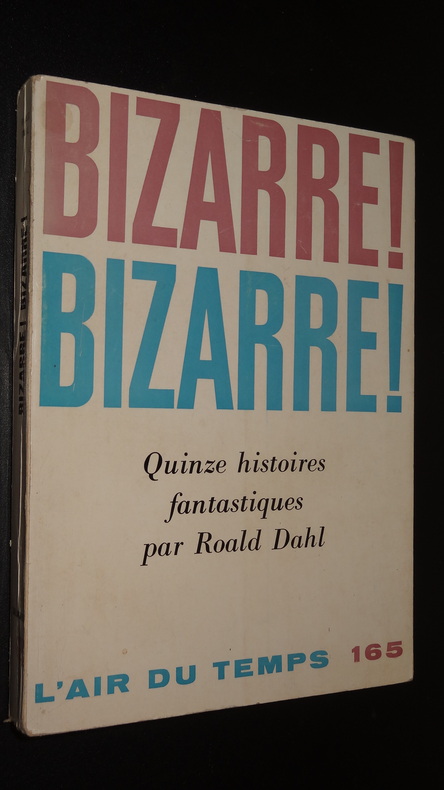 BIZARRE!
BIZARRE!
Quinze histoires
fantastiques
par Roald Dahl
L'AIR DU TEMPS 165
BIZARRE! BIZARRE!